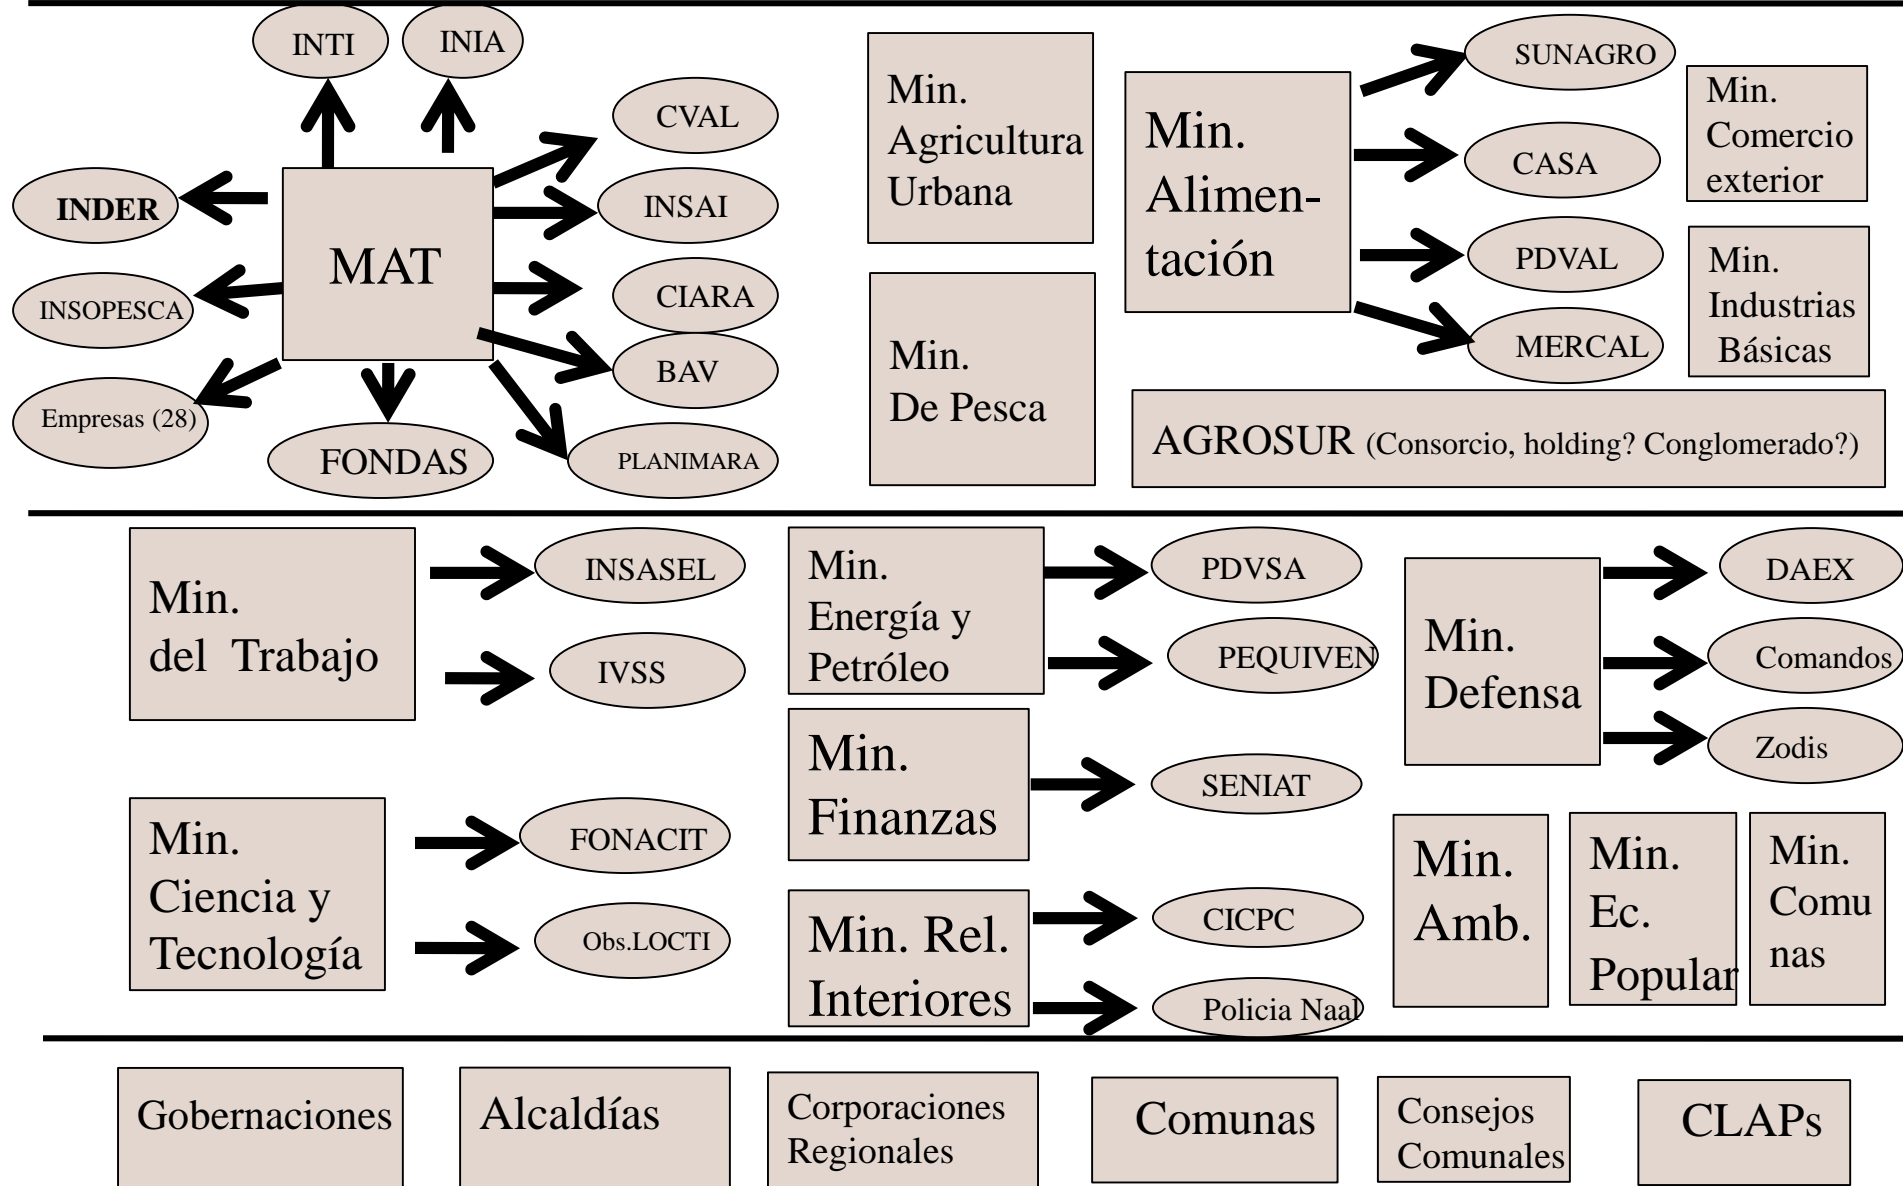 INTI
INIA
CVAL
INSAI
CIARA
BAV
PLANIMARA
FONDAS
Empresas (28)
INSOPESCA
INDER
MAT
Min.
Agricultura
Urbana
Min.
De Pesca
Min.
Alimen-
tación
SUNAGRO
CASA
PDVAL
MERCAL
Min.
Comercio
exterior
Min.
Industrias
Básicas
AGROSUR (Consorcio, holding? Conglomerado?)
Min.
del Trabajo
INSASEL
IVSS
Min.
Ciencia y
Tecnología
FONACIT
Obs.LOCTI
Min.
Energía y
Petróleo
PDVSA
PEQUIVEN
Min.
Finanzas
SENIAT
Min. Rel.
Interiores
CICPC
Policia Naal
Min.
Defensa
DAEX
Comandos
Zodis
Min.
Amb.
Min.
Ec.
Popular
Min.
Comu
nas
Gobernaciones
Alcaldías
Corporaciones
Regionales
Comunas
Consejos
Comunales
CLAPs